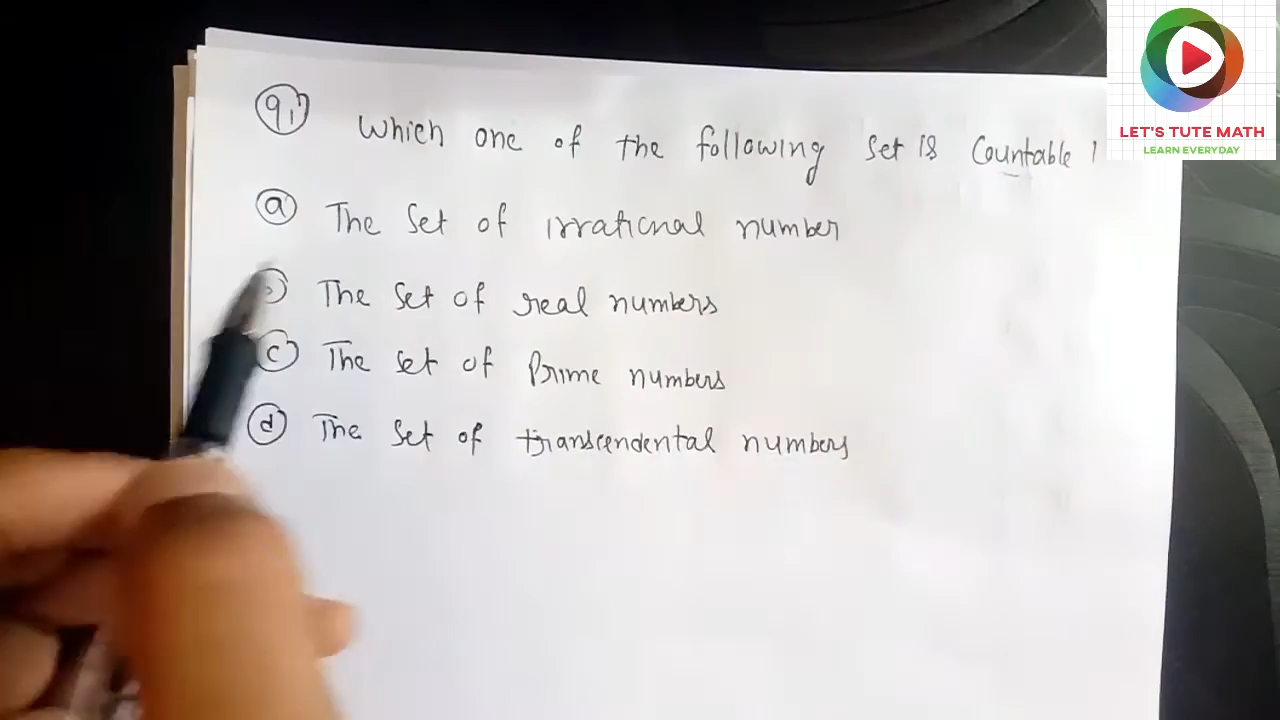 Q1) Which one of the following set is Countable
a) The set of irrational number
The set of real numbers
c) The set of Prime numbers
d) The set of transcendental numbers
LET'S TUTE MATH
LEARN EVERYDAY